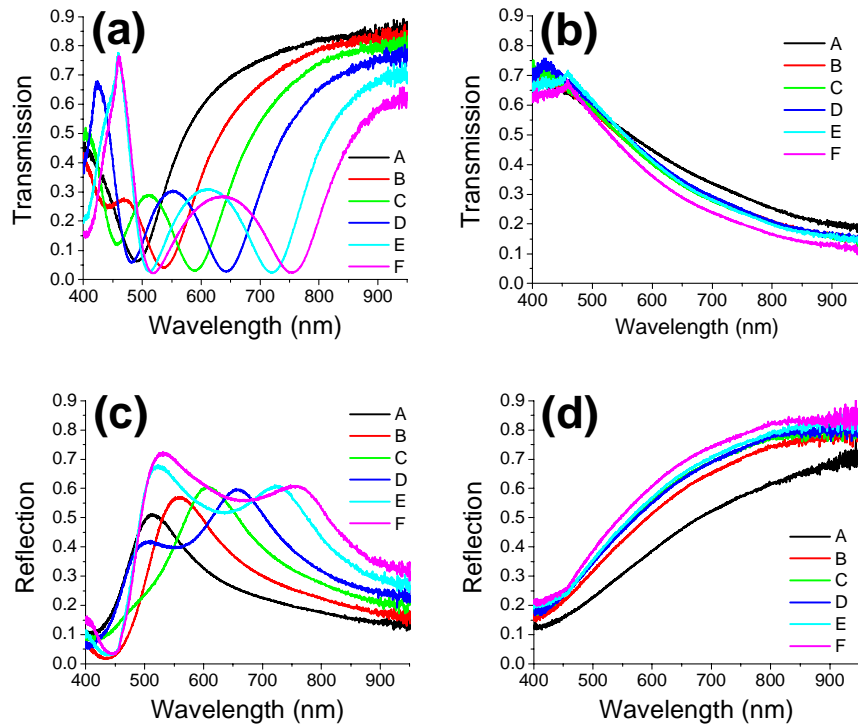 (a)
Transmission
0.9
0.8
0.7
0.6
0.5
0.4
0.3
0.2
0.1
0.0
A
B
C
D
E
F
400 500 600 700 800 900
Wavelength (nm)
(b)
Transmission
0.9
0.8
0.7
0.6
0.5
0.4
0.3
0.2
0.1
0.0
A
B
C
D
E
F
400 500 600 700 800 900
Wavelength (nm)
(c)
Reflection
0.9
0.8
0.7
0.6
0.5
0.4
0.3
0.2
0.1
0.0
A
B
C
D
E
F
400 500 600 700 800 900
Wavelength (nm)
(d)
Reflection
0.9
0.8
0.7
0.6
0.5
0.4
0.3
0.2
0.1
0.0
A
B
C
D
E
F
400 500 600 700 800 900
Wavelength (nm)